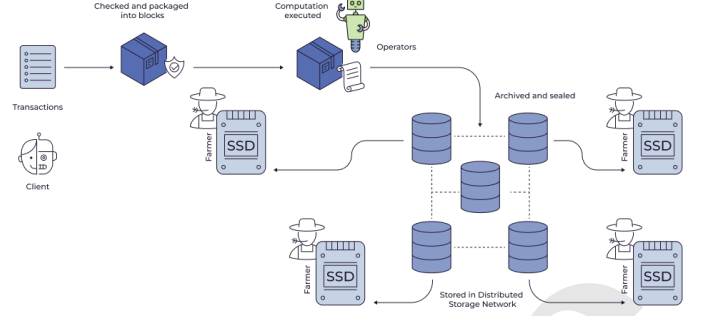 Checked and packaged
into blocks
Computation
executed
Operators
Transactions
Archived and sealed
Farmer
SSD
Farmer
SSD
Client
Farmer
SSD
Farmer
SSD
Stored in Distributed
Storage Network